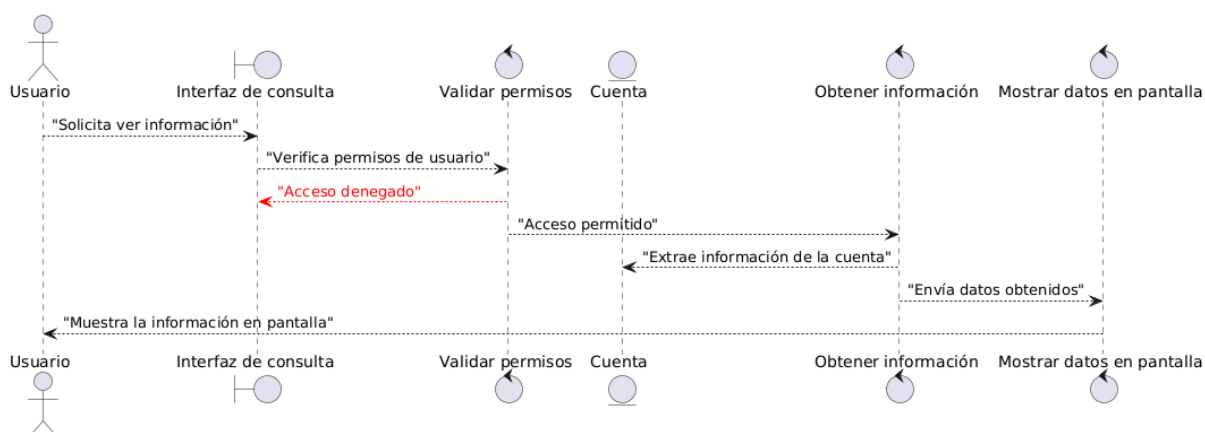 Usuario
Interfaz de consulta
Validar permisos
Cuenta
Obtener información
Mostrar datos en pantalla
"Solicita ver información"
"Verifica permisos de usuario"
"Acceso denegado"
"Acceso permitido"
"Extrae información de la cuenta"
"Envía datos obtenidos"
"Muestra la información en pantalla"
Usuario
Interfaz de consulta
Validar permisos
Cuenta
Obtener información
Mostrar datos en pantalla